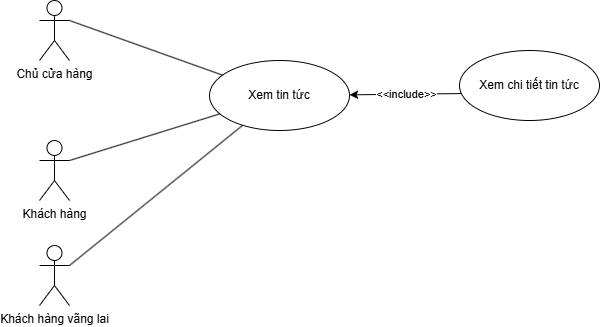 Chủ cửa hàng
Xem tin tức
<<include>>
Xem chi tiết tin tức
Khách hàng
Khách hàng vãng lai